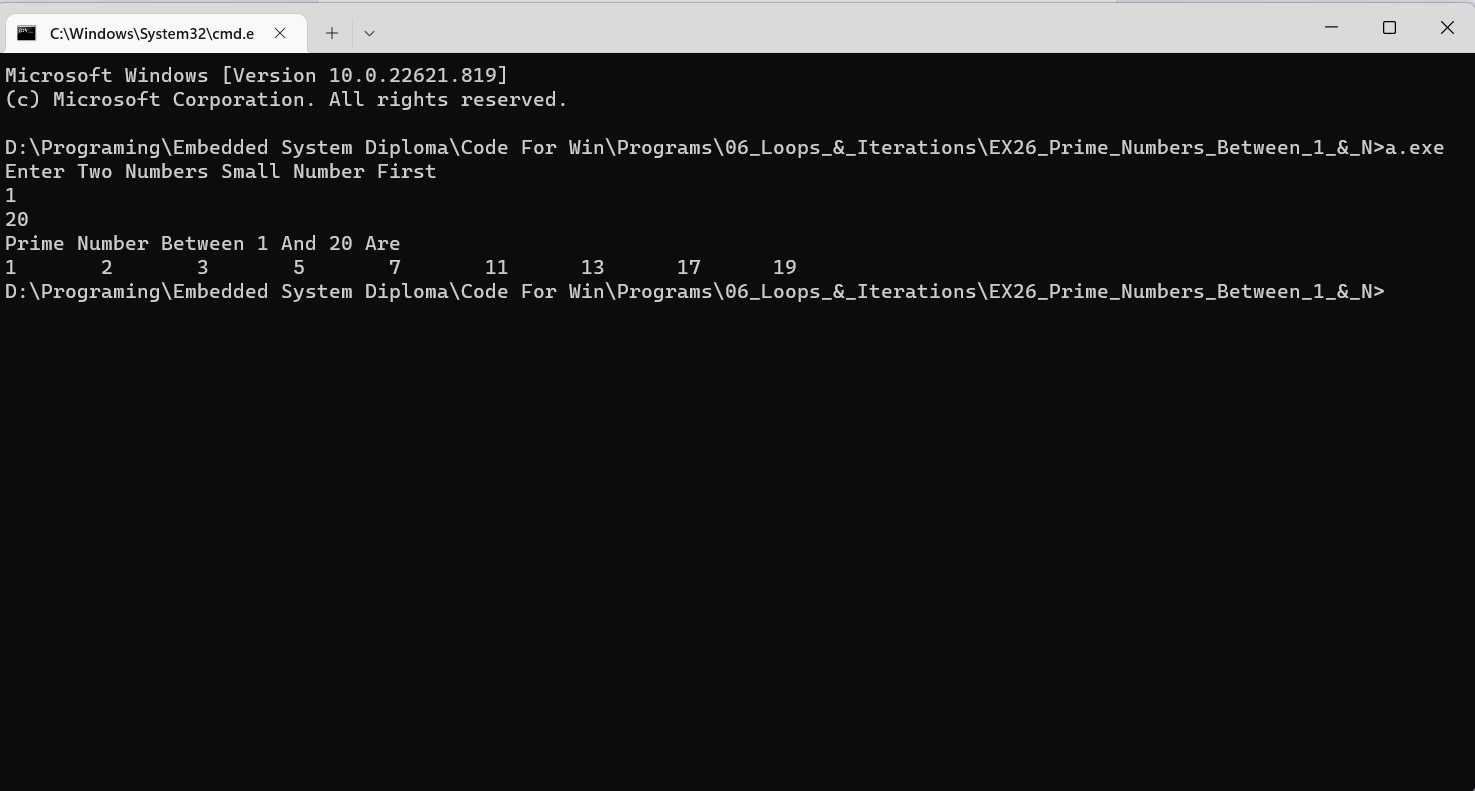 C:\Windows\System32\cmd.e
Microsoft Windows [Version 10.0.22621.819]
(c) Microsoft Corporation. All rights reserved.
D:\Programing\Embedded System Diploma\Code For Win\Programs\06_Loops_&_Iterations\EX26_Prime_Numbers_Between_1_&_N>a.exe
Enter Two Numbers Small Number First
1
20
Prime Number Between 1 And 20 Are
1 2 3 5 7 11 13 17 19
D:\Programing\Embedded System Diploma\Code For Win\Programs\06_Loops_&_Iterations\EX26_Prime_Numbers_Between_1_&_N>